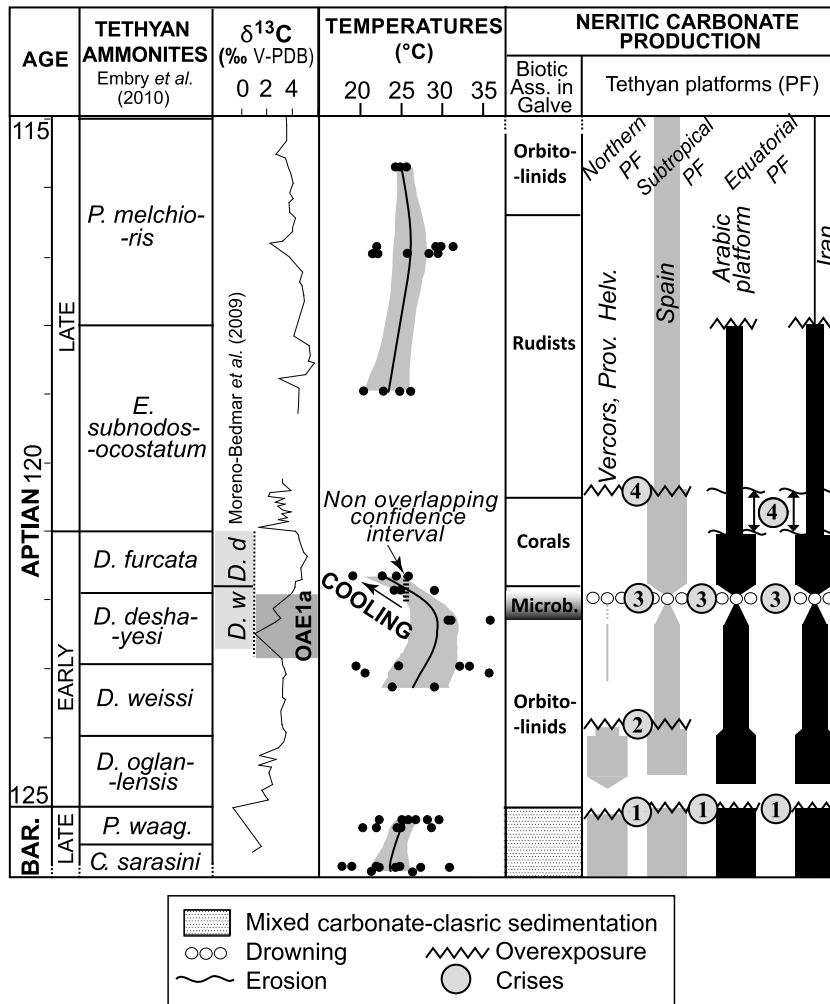 AGE
TETHYAN
AMMONITES
Embry et al.
(2010)
δ13C
(‰ V-PDB)
0 2 4
TEMPERATURES
(°C)
20 25 30 35
NERITIC CARBONATE
PRODUCTION
Biotic
Ass. in
Galve
Tethyan platforms (PF)
Northern
PF
Subtropical
PF
Equatorial
PF
Vercors, Prov. Helv.
Spain
Arabic
platform
Iran
115
120
125
APTIAN
BAR.
LATE
EARLY
LATE
P. melchio-
-ris
E.
subnodos-
-ocostatum
D. furcata
D. desha-
-yesi
D. weissi
D. oglan-
-lensis
P. waag.
C. sarasini
Moreno-Bedmar et al. (2009)
D. d
D. w
OAE1a
Non overlapping
confidence
interval
COOLING
Orbito-
-linids
Rudists
Corals
Microb.
Orbito-
-linids
4
4
3 3 3
2
1 1 1
Mixed carbonate-clasric sedimentation
Drowning
Overexposure
Erosion
Crises